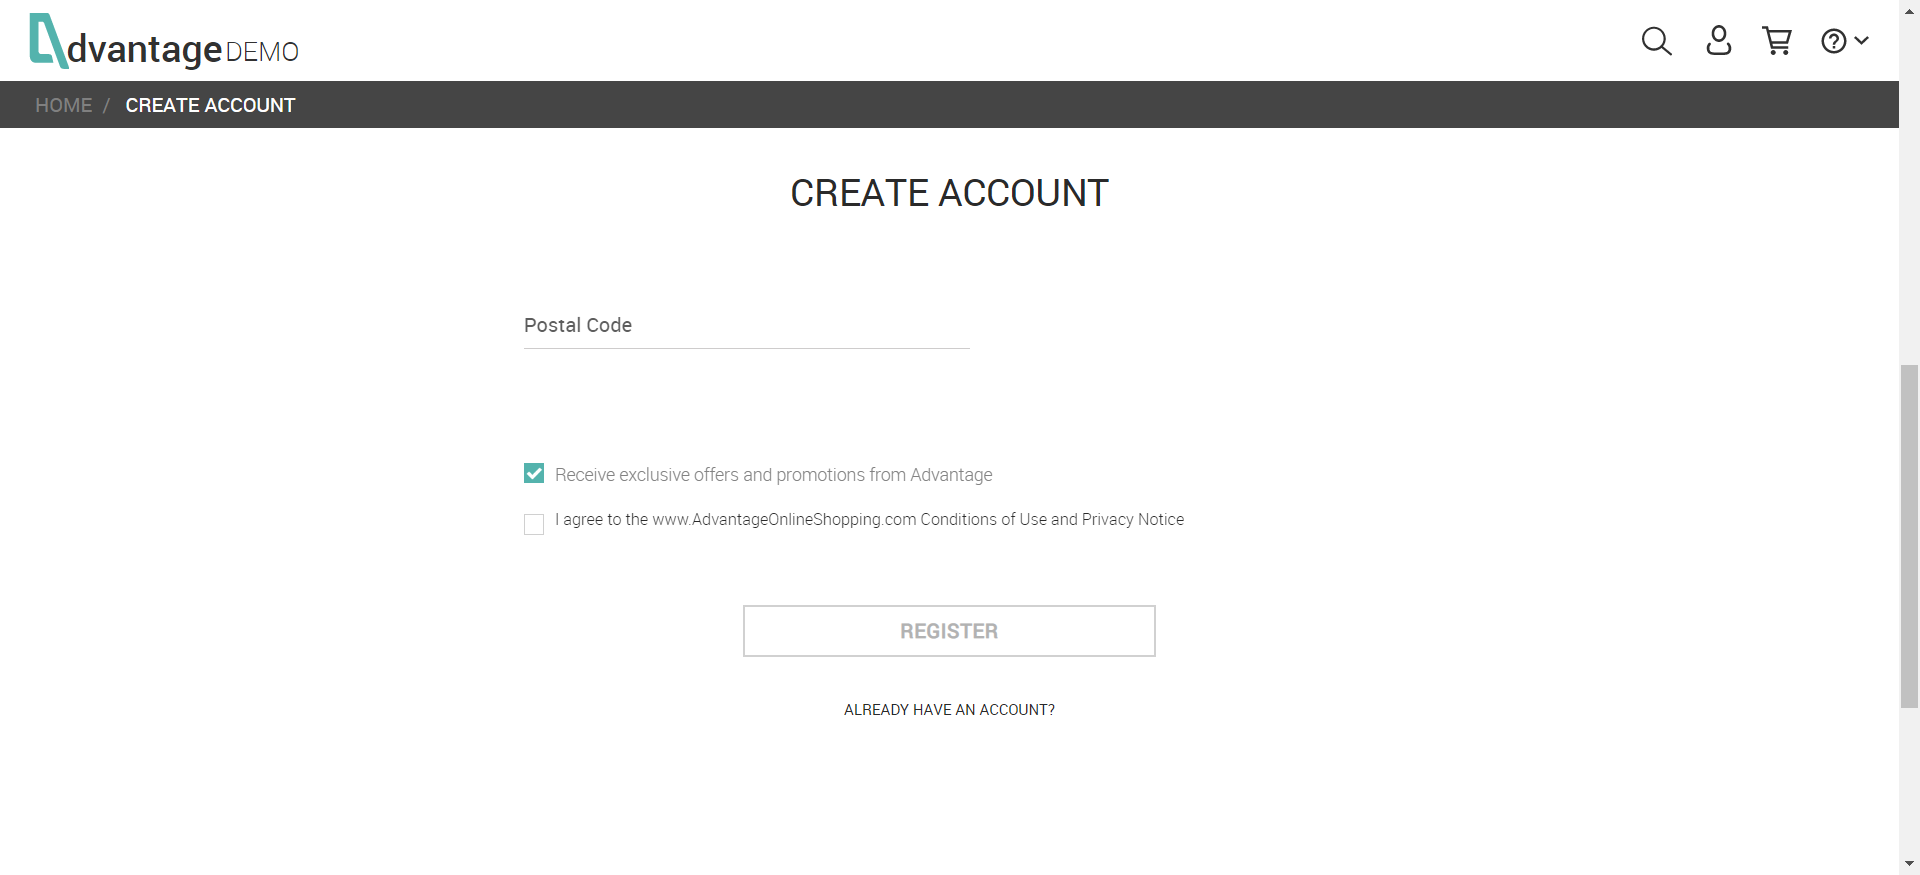 dvantage DEMO
HOME / CREATE ACCOUNT
CREATE ACCOUNT
Postal Code
Receive exclusive offers and promotions from Advantage
I agree to the www.AdvantageOnlineShopping.com Conditions of Use and Privacy Notice
REGISTER
ALREADY HAVE AN ACCOUNT?